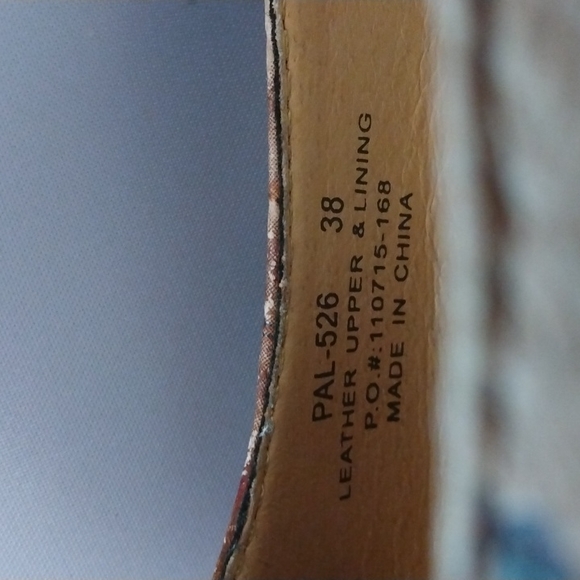 PAL-526 38
LEATHER UPPER & LINING
P.O.#:110715-168
MADE IN CHINA